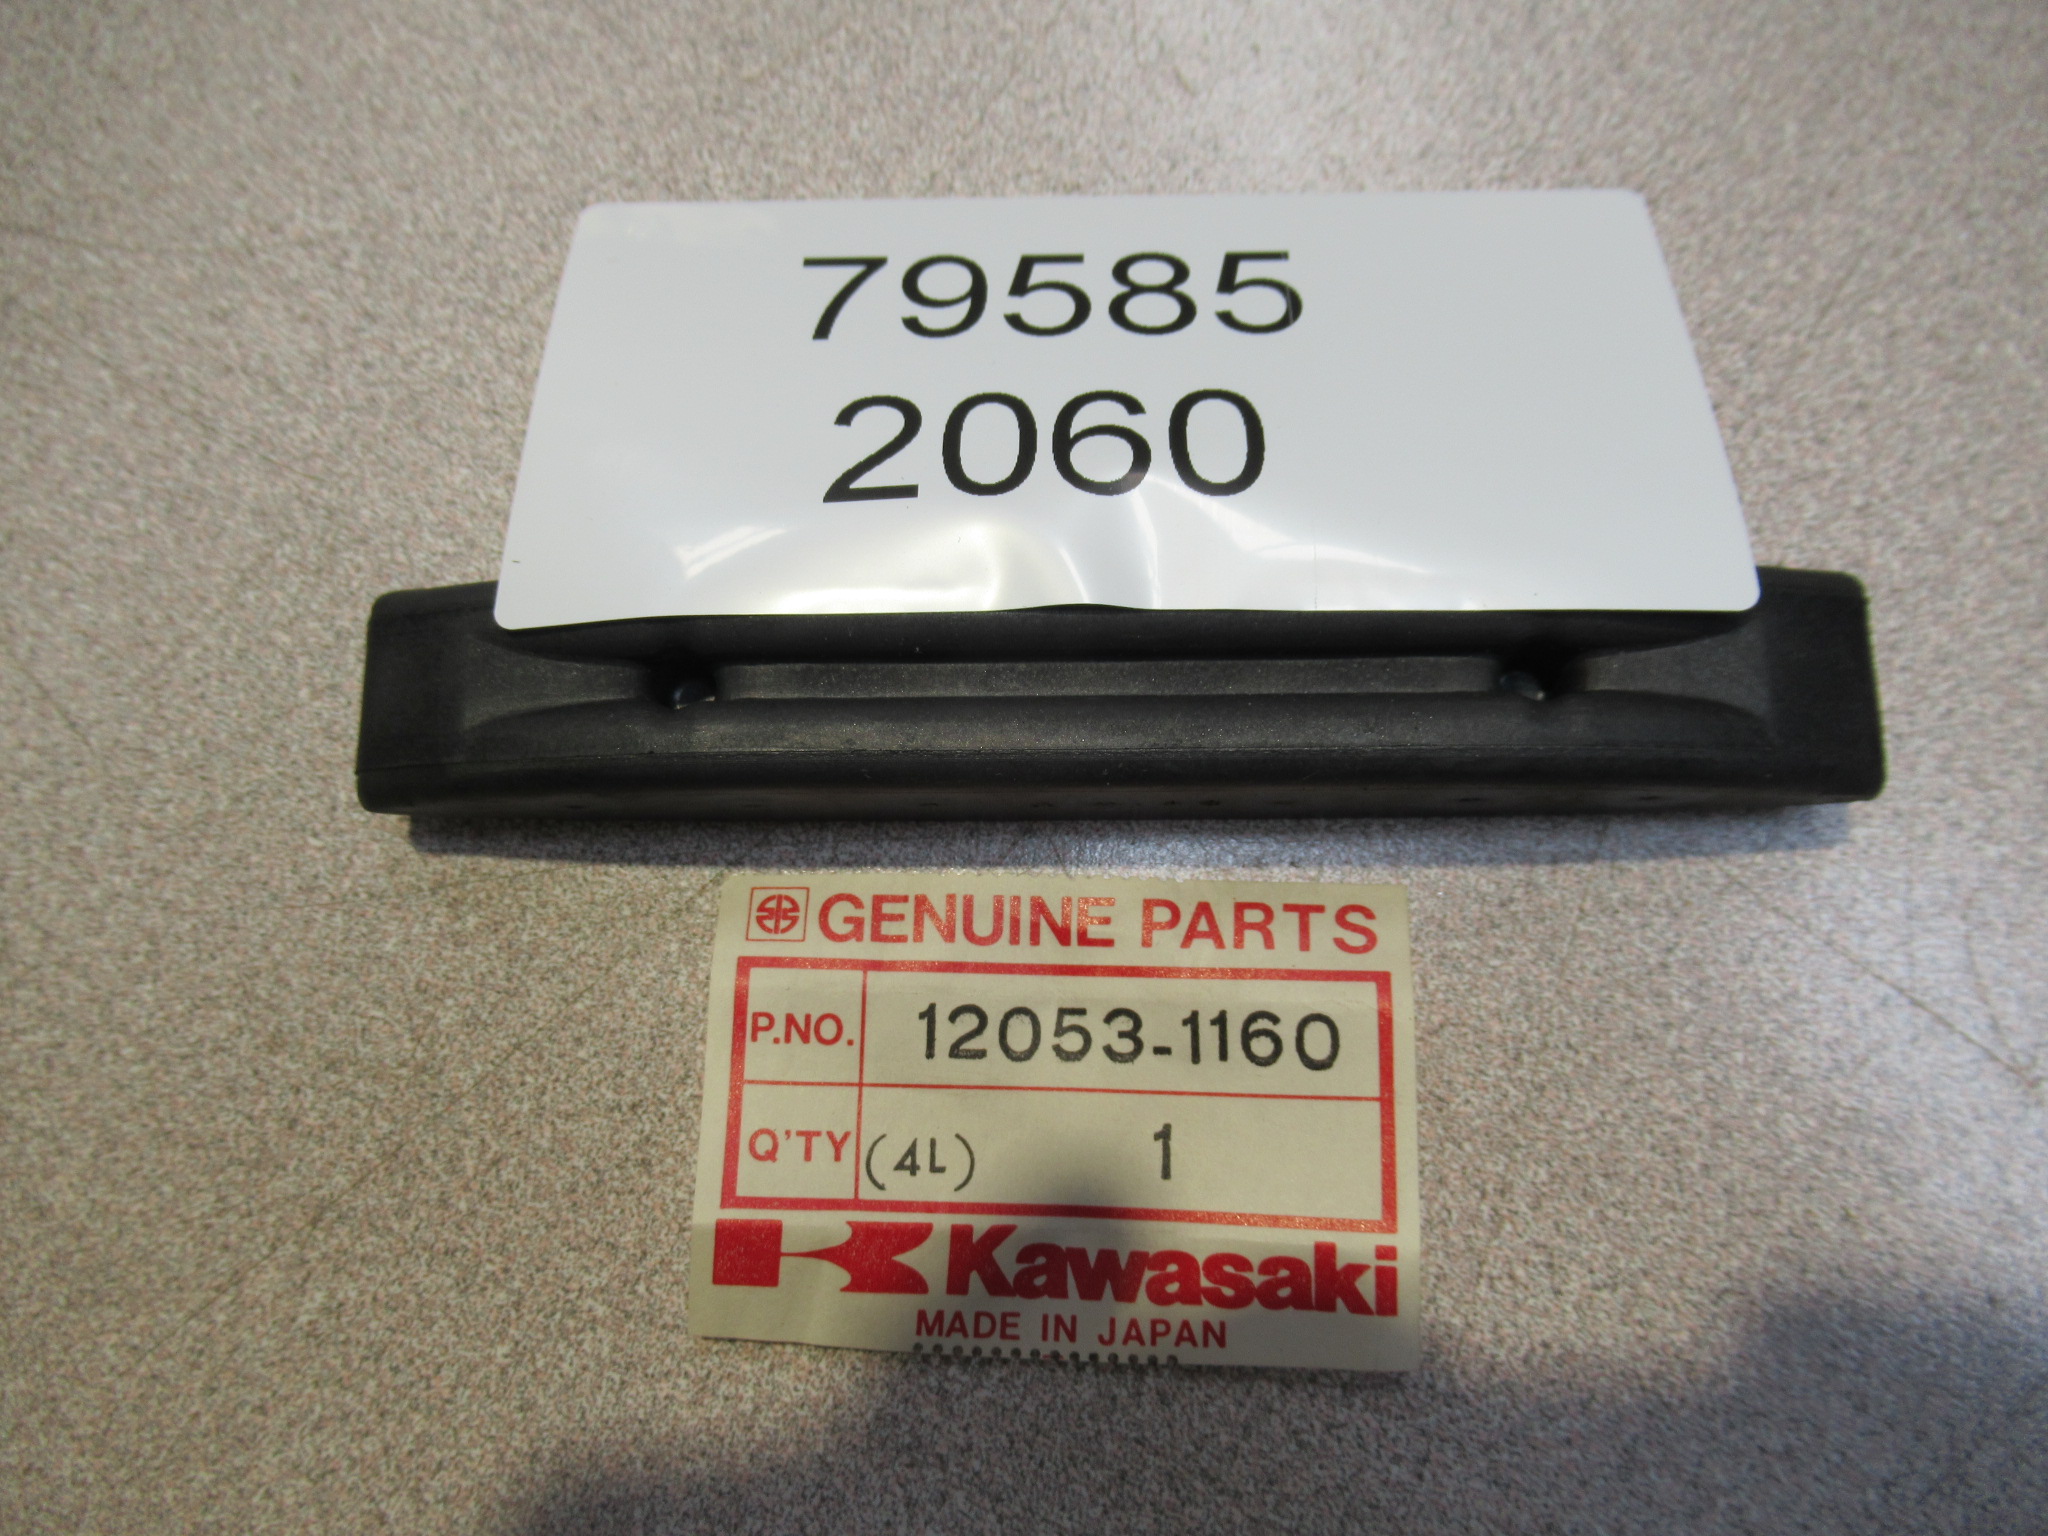 79585
2060
GENUINE PARTS
P.NO. 12053-1160
Q'TY (4L) 1
Kawasaki
MADE IN JAPAN